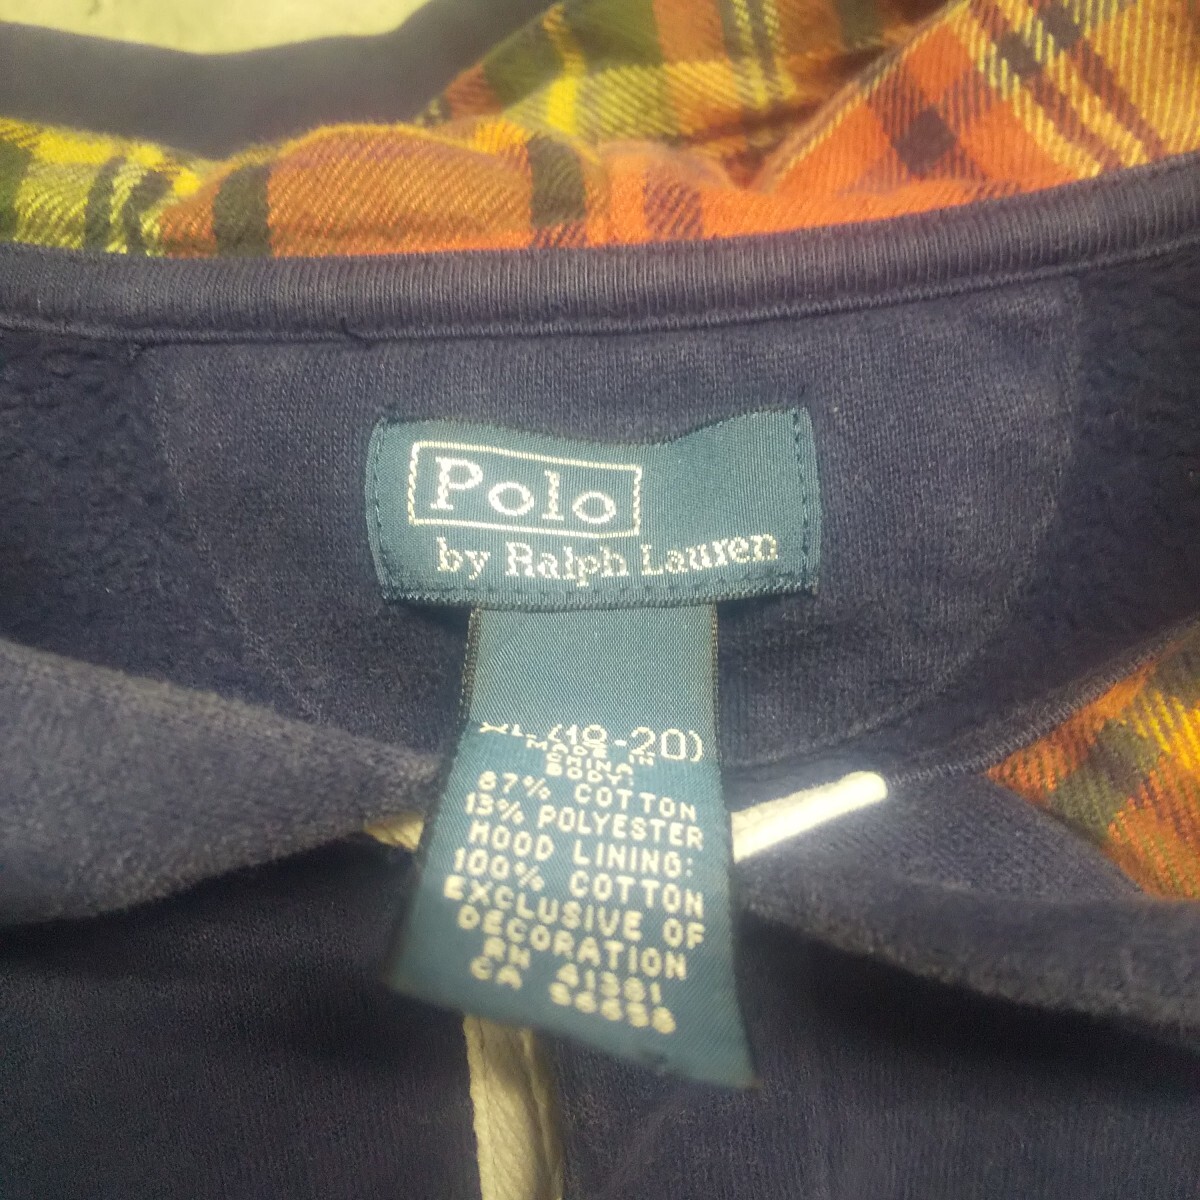 Polo
by Ralph Lauren
XL (18-20)
MADE IN
CHINA
BODY:
87% COTTON
13% POLYESTER
HOOD LINING:
100% COTTON
EXCLUSIVE OF
DECORATION
RN 41381
CA